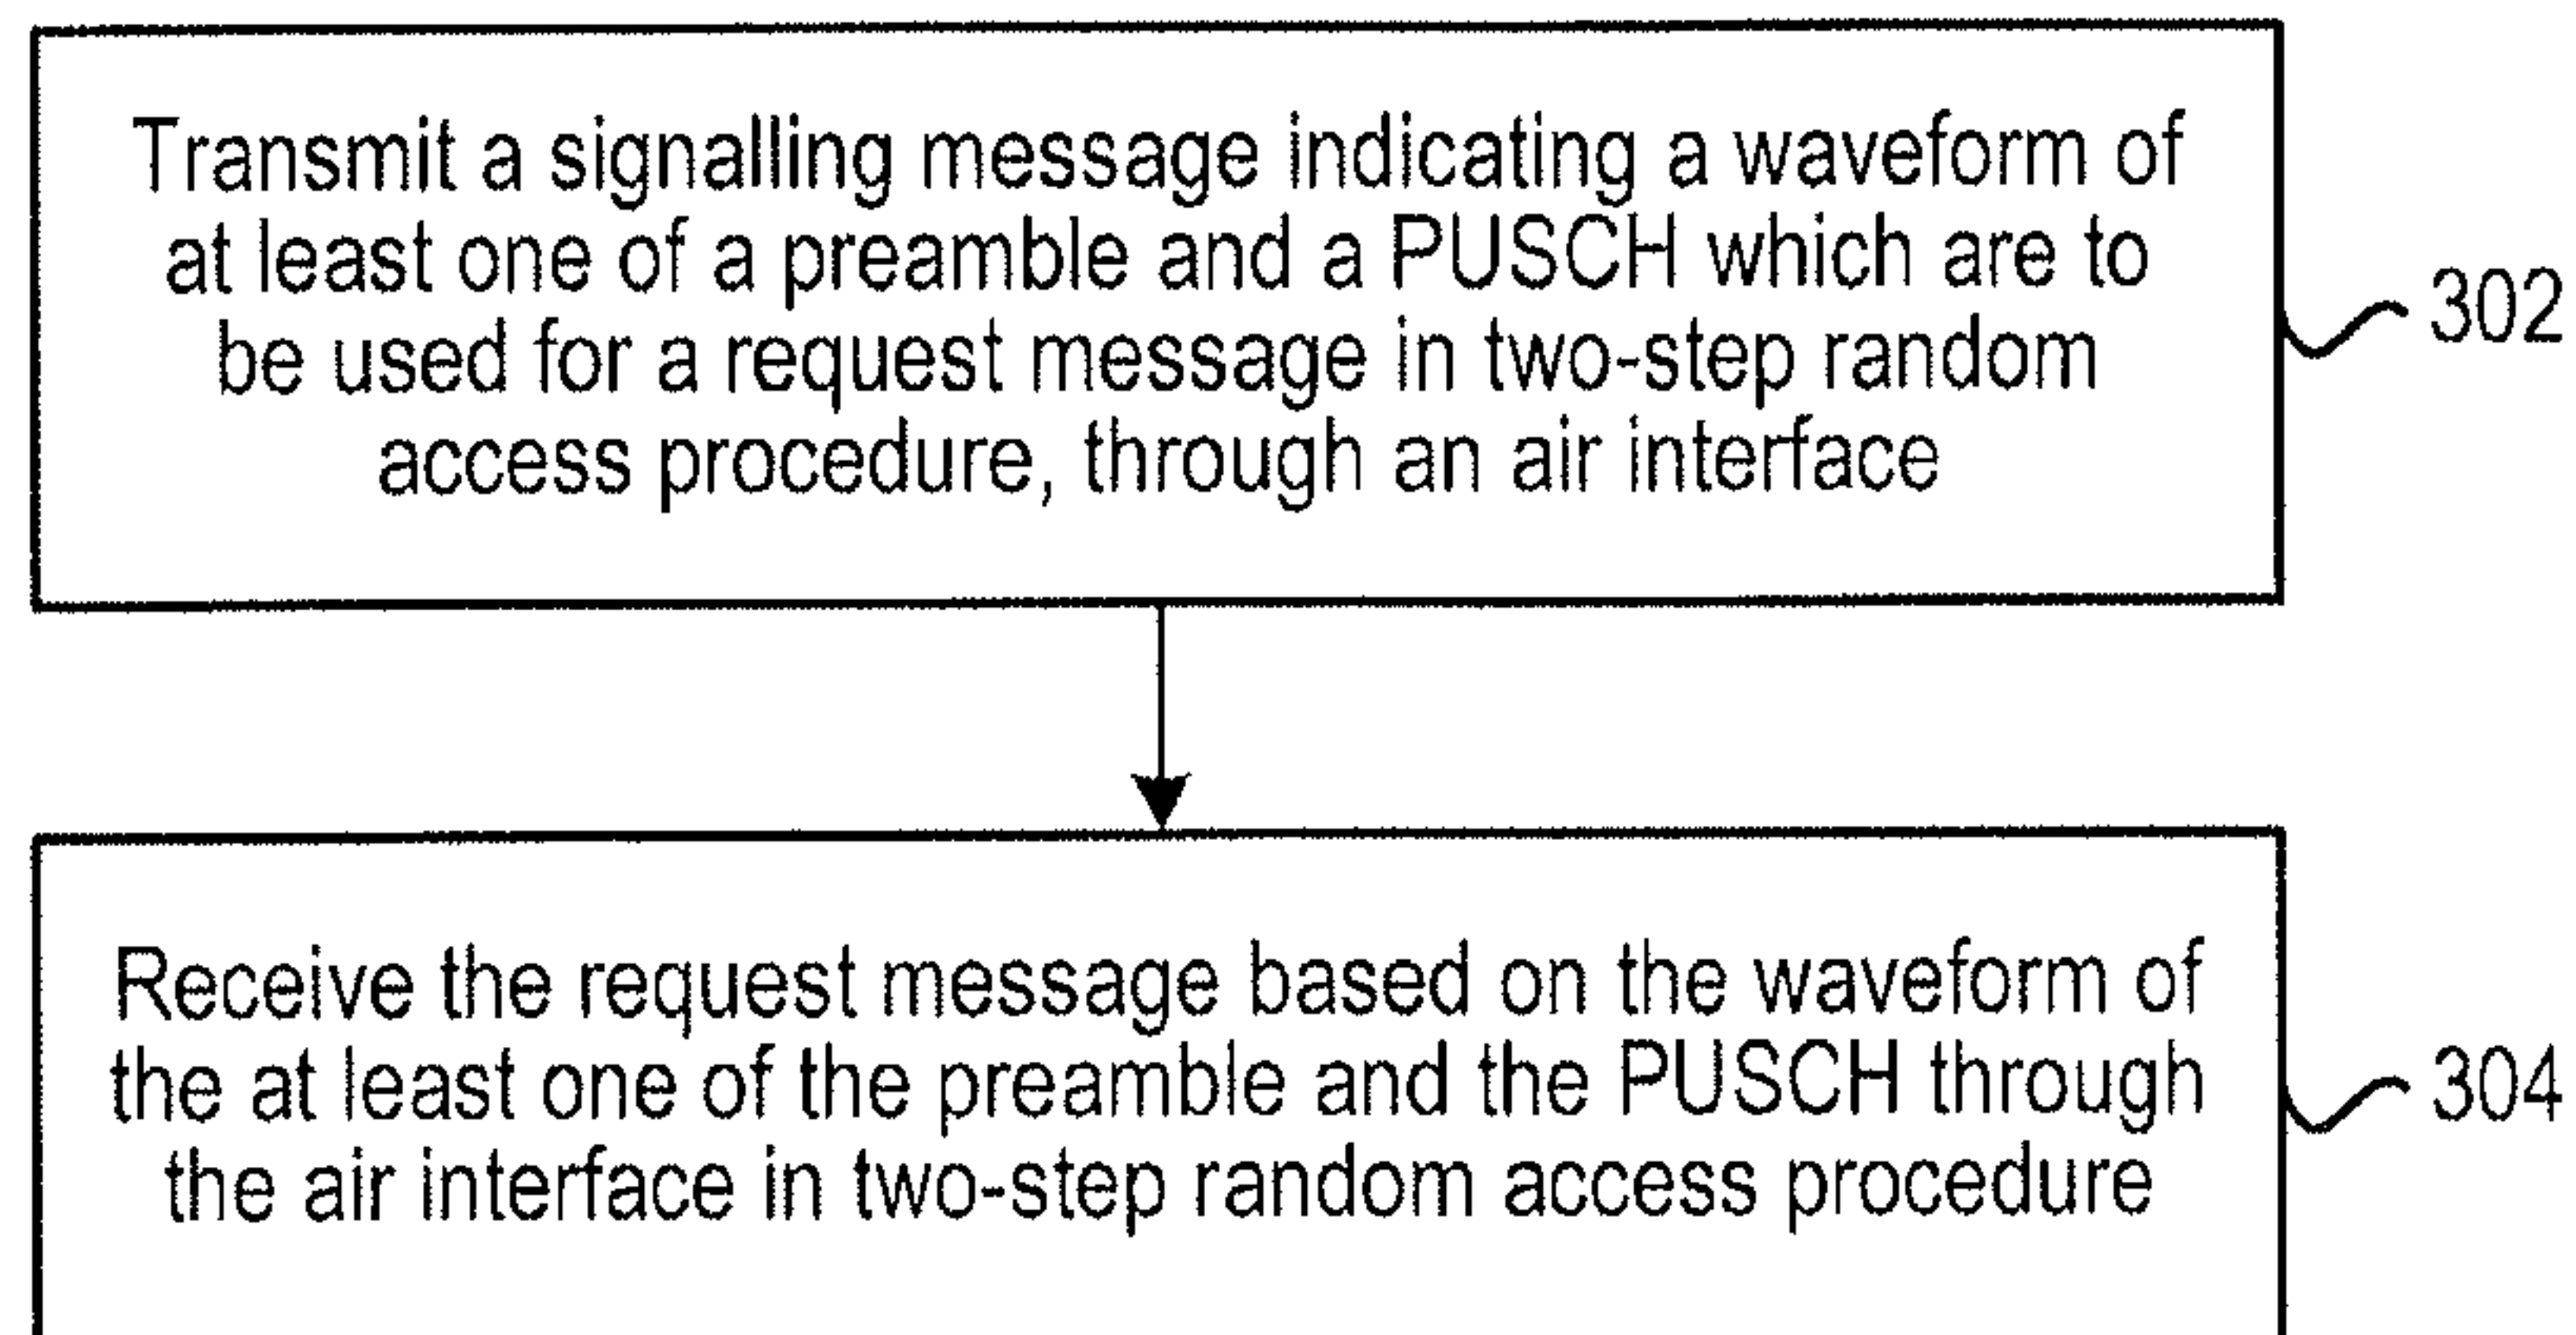 Transmit a signalling message indicating a waveform of
at least one of a preamble and a PUSCH which are to
be used for a request message in two-step random
access procedure, through an air interface
302
Receive the request message based on the waveform of
the at least one of the preamble and the PUSCH through
the air interface in two-step random access procedure
304